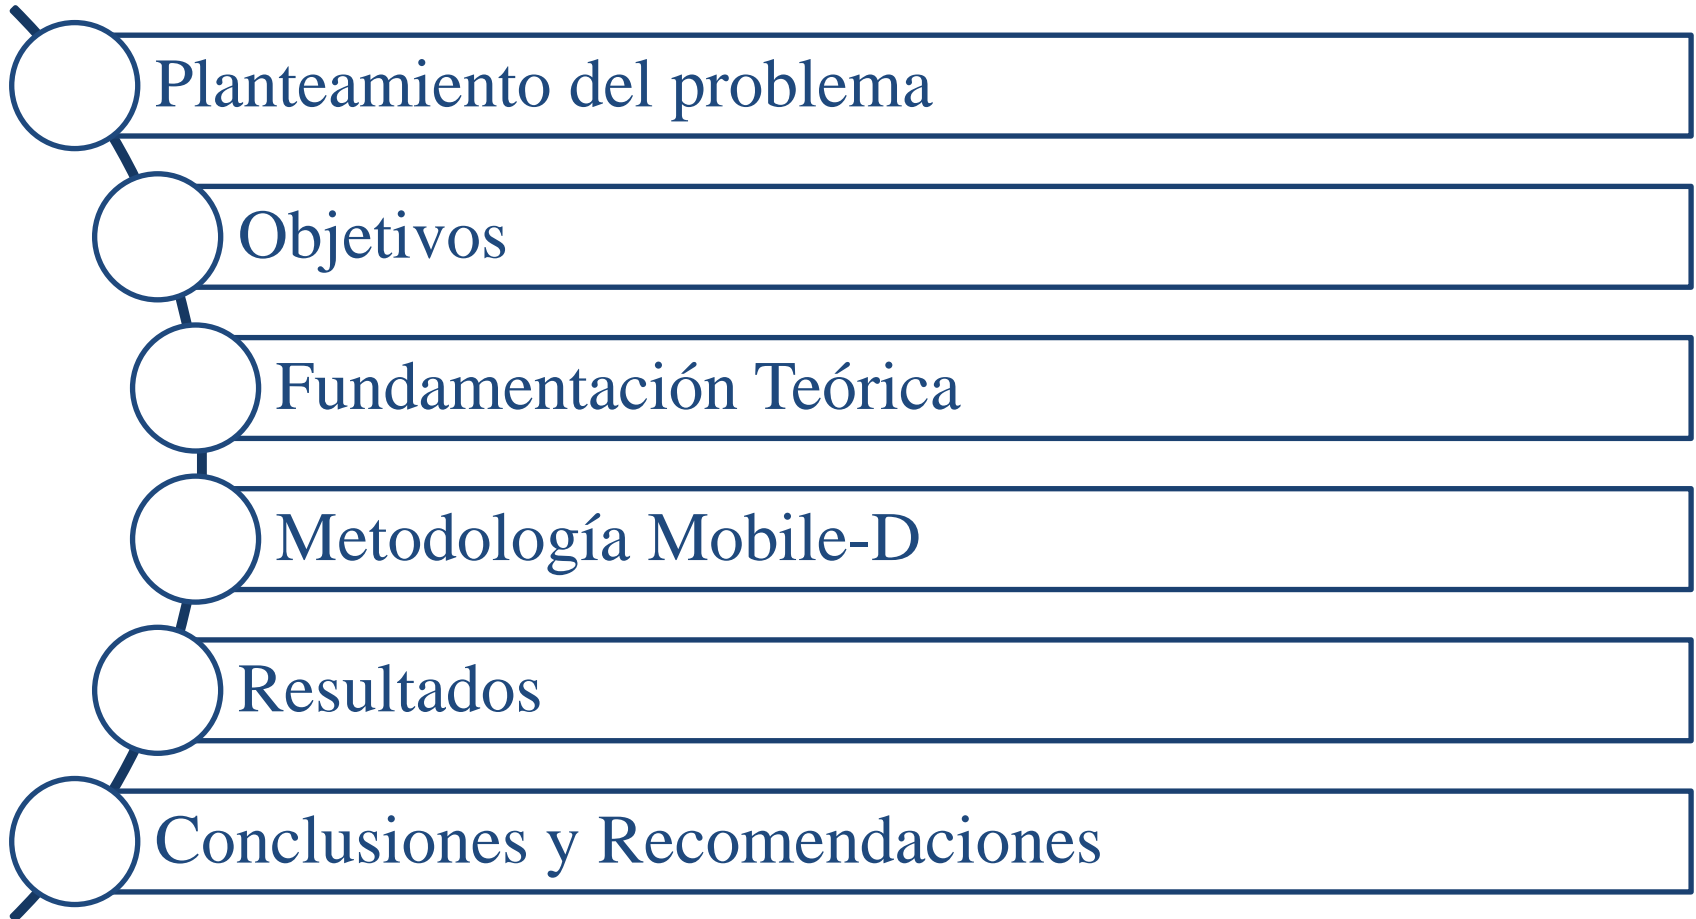 Planteamiento del problema
Objetivos
Fundamentación Teórica
Metodología Mobile-D
Resultados
Conclusiones y Recomendaciones